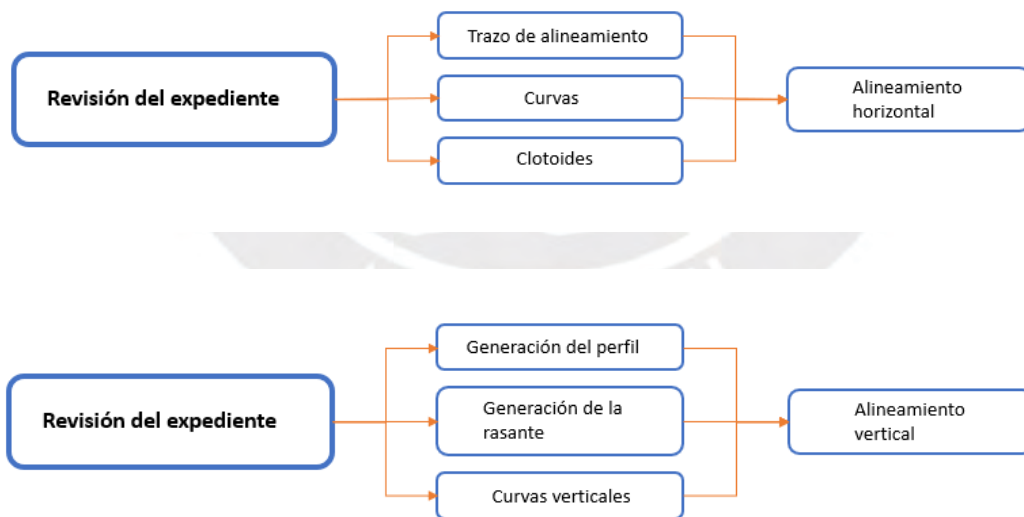 Revisión del expediente
Trazo de alineamiento
Curvas
Clotoides
Alineamiento
horizontal
Revisión del expediente
Generación del perfil
Generación de la
rasante
Curvas verticales
Alineamiento
vertical